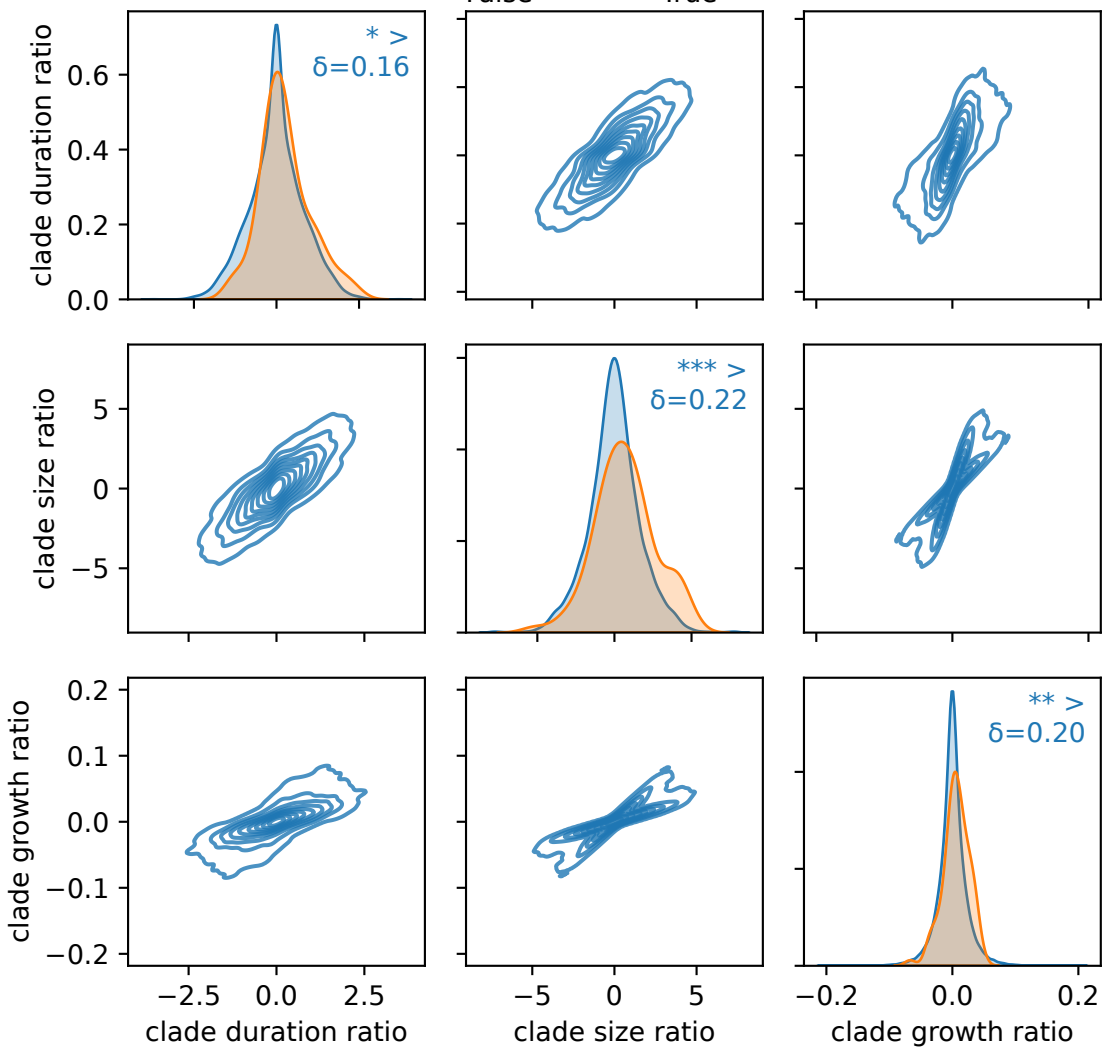 False True
clade duration ratio
0.6
0.4
0.2
0.0
* >
δ=0.16
clade size ratio
5
0
−5
*** >
δ=0.22
clade growth ratio
0.2
0.1
0.0
−0.1
−0.2
** >
δ=0.20
−2.5 0.0 2.5
−5 0 5
−0.2 0.0 0.2
clade duration ratio
clade size ratio
clade growth ratio